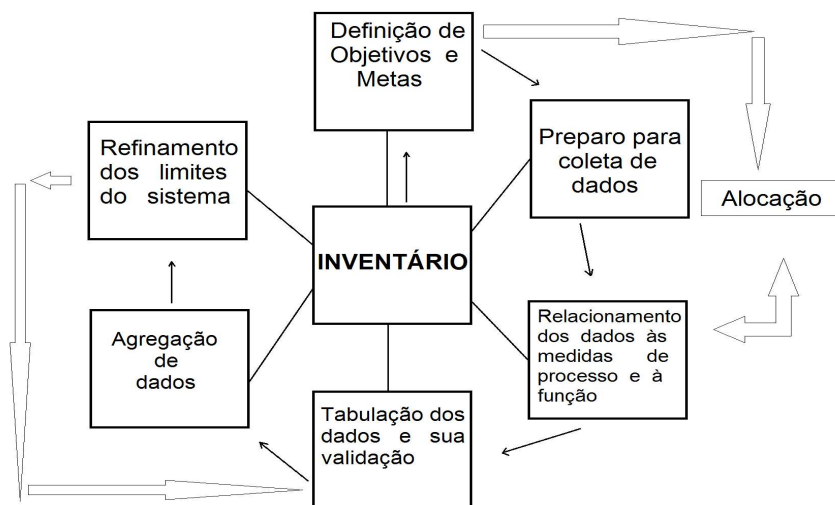 Definição de
Objetivos e
Metas
Preparo para
coleta de
dados
Alocação
Refinamento
dos limites
do sistema
INVENTÁRIO
Relacionamento
dos dados às
medidas de
processo e à
função
Agregação
de
dados
Tabulação dos
dados e sua
validação